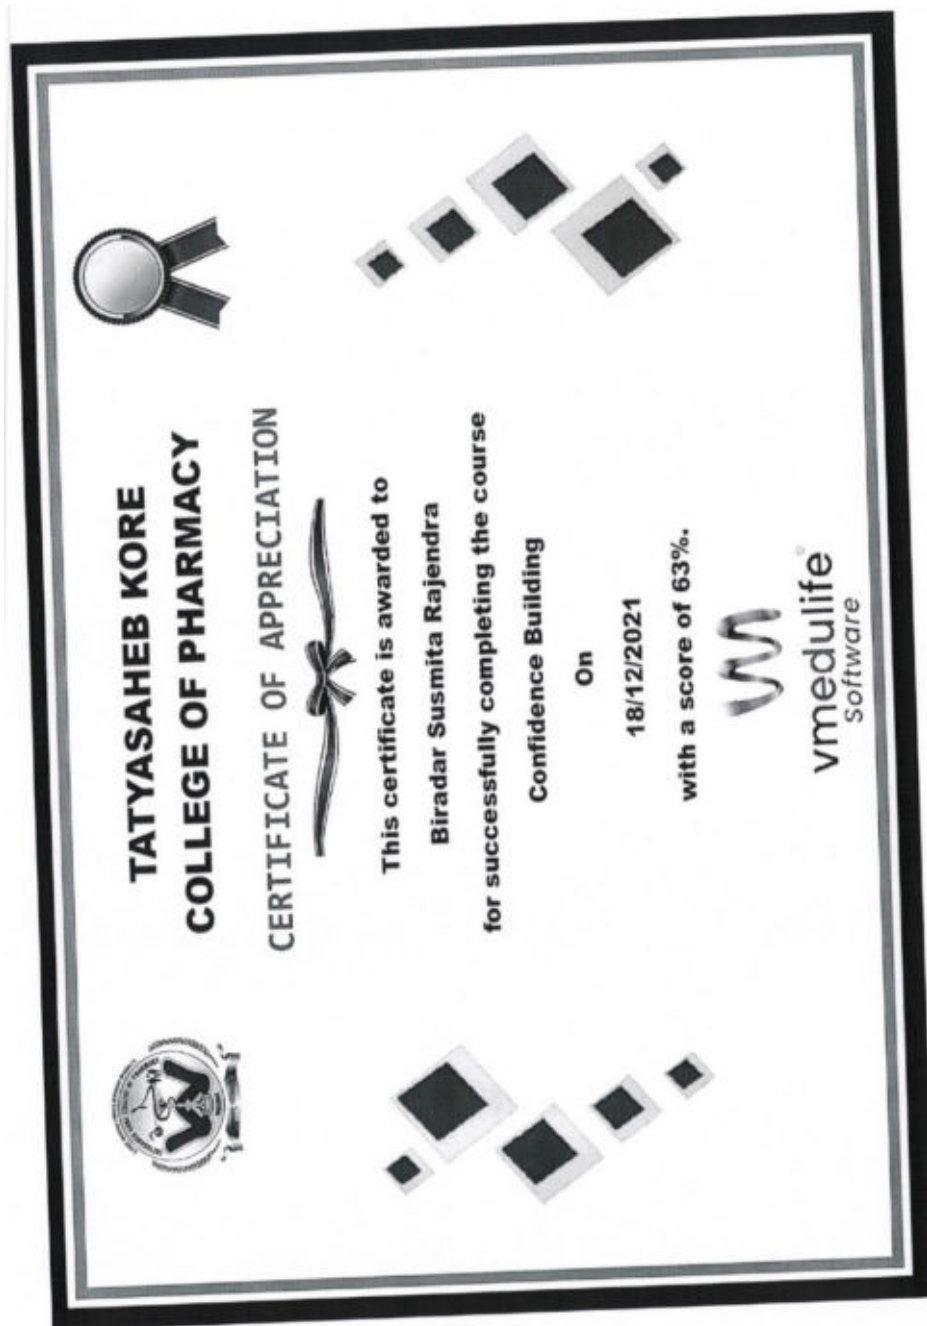 TATYASAHEB KORE
COLLEGE OF PHARMACY
CERTIFICATE OF APPRECIATION
This certificate is awarded to
Biradar Susmita Rajendra
for successfully completing the course
Confidence Building
On
18/12/2021
with a score of 63%.
vmedulife
Software